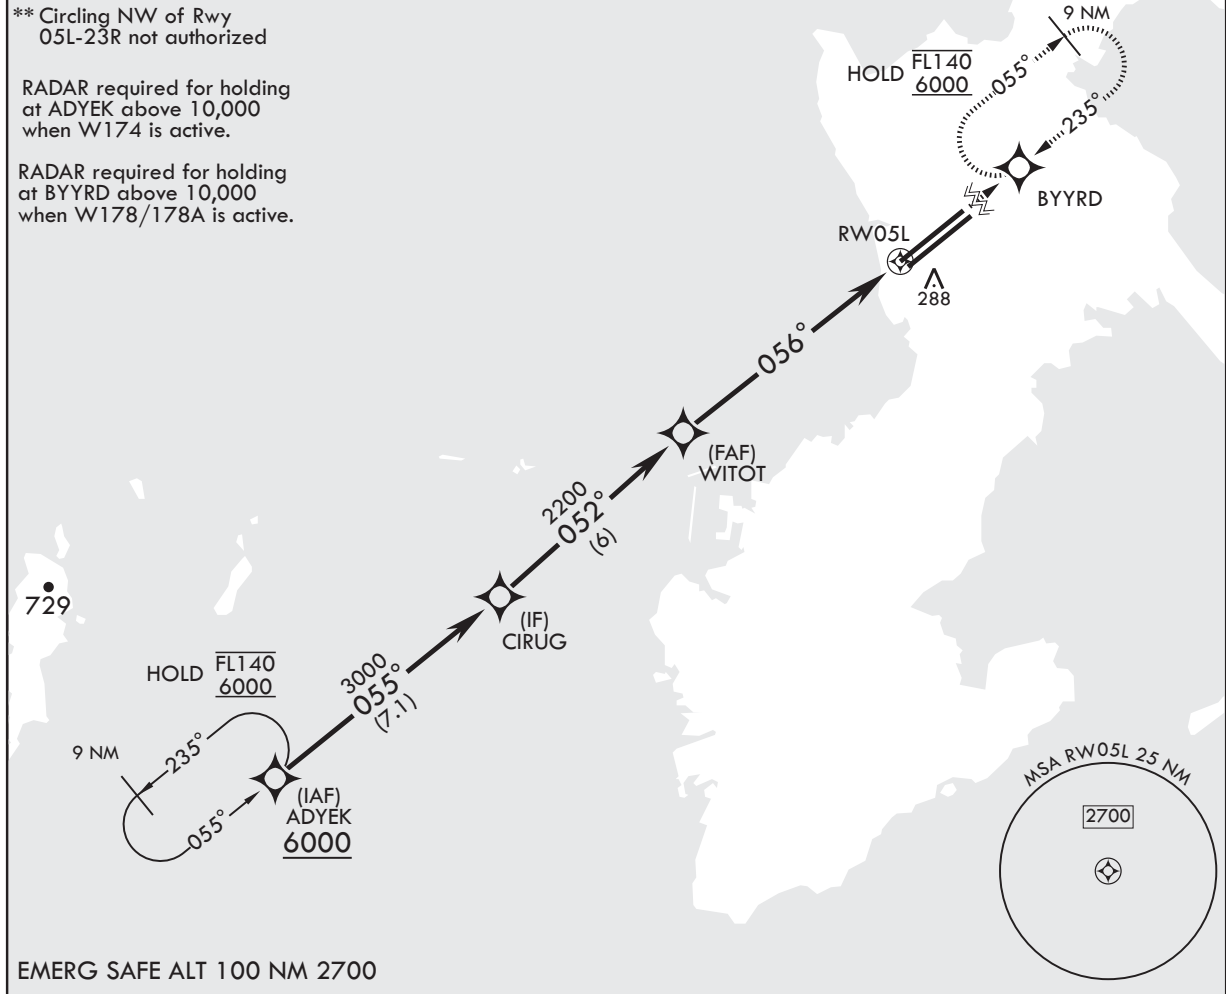 ** Circling NW of Rwy
05L-23R not authorized
RADAR required for holding
at ADYEK above 10,000
when W174 is active.
RADAR required for holding
at BYYRD above 10,000
when W178/178A is active.
9 NM
HOLD FL140
6000
055°
235°
BYYRD
RW05L
288
056°
(FAF)
WITOT
2200
052°
(6)
729
(IF)
CIRUG
HOLD FL140
6000
3000
055°
(7.1)
9 NM
235°
055°
(IAF)
ADYEK
6000
MSA RW05L 25 NM
2700
EMERG SAFE ALT 100 NM 2700